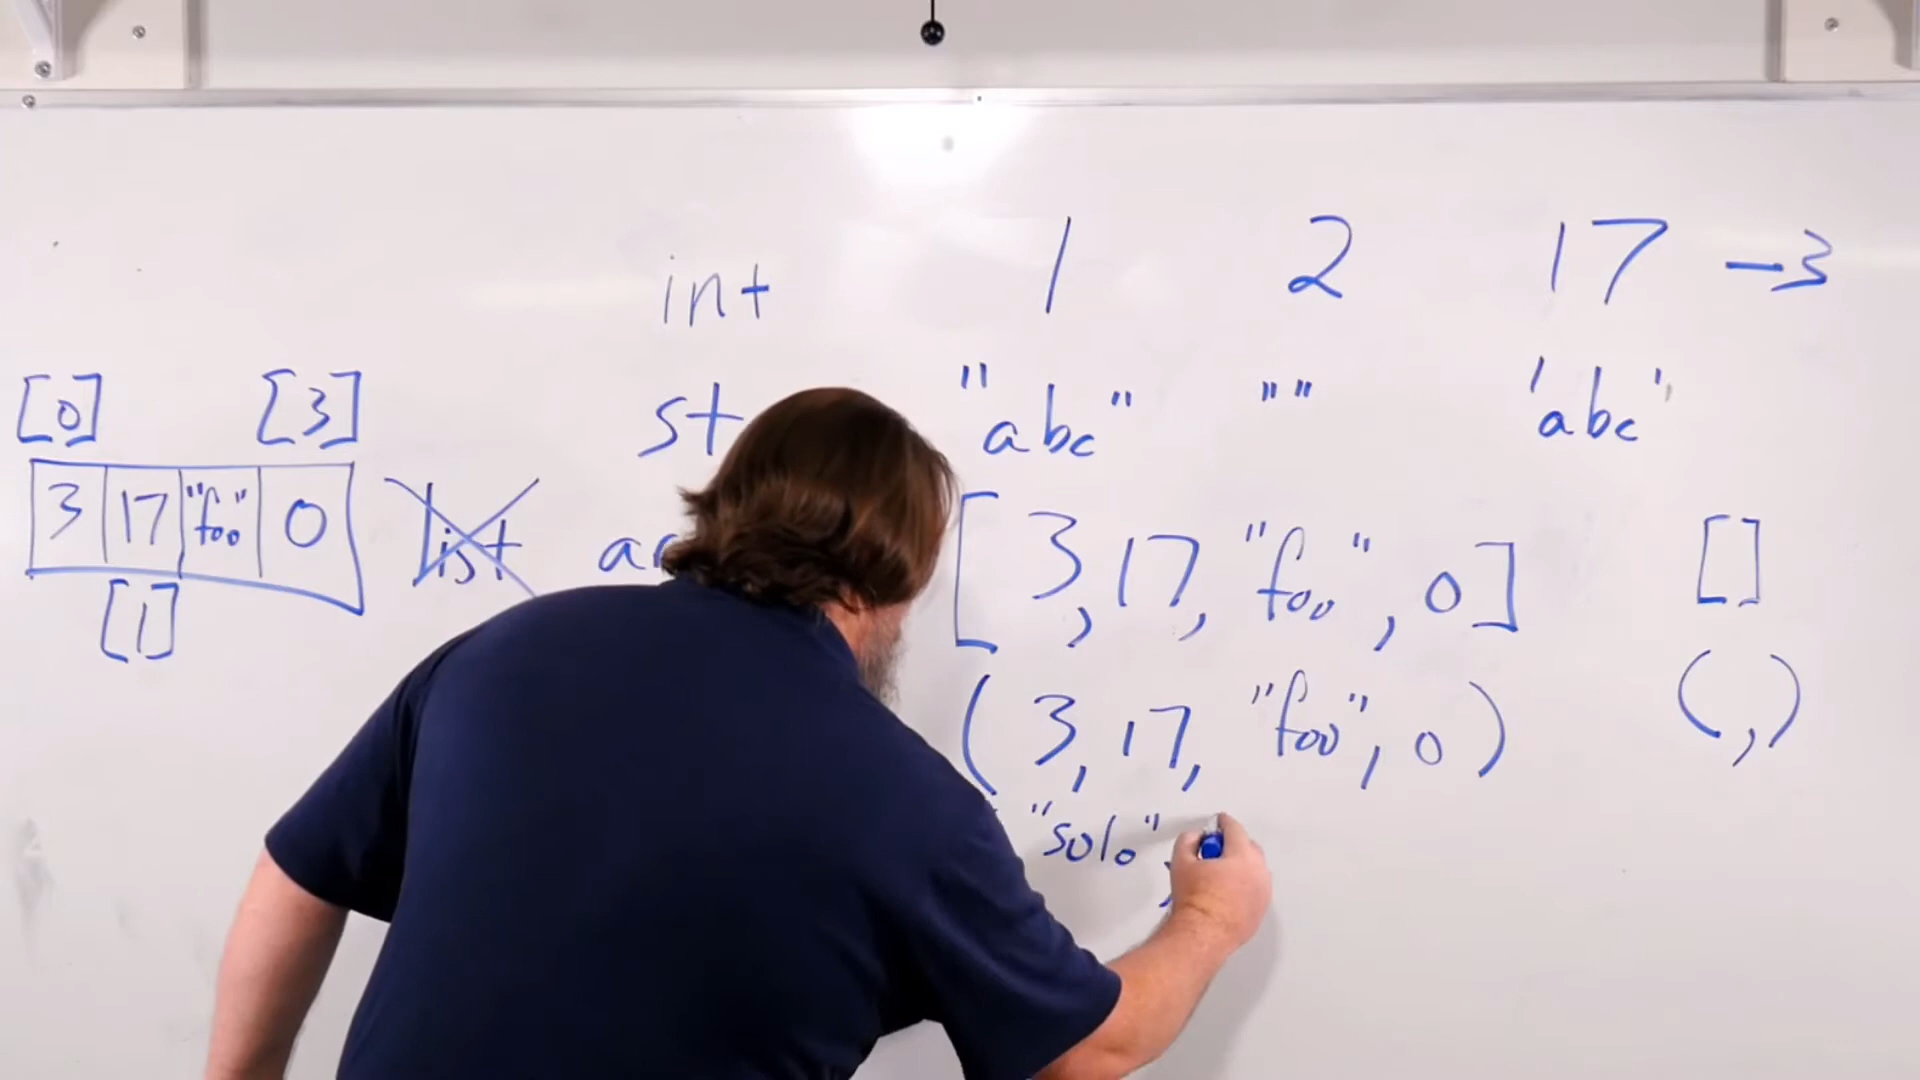 int 1 2 17 -3
[0] [3]
st "abc" "" 'abc'
3 17 "foo" 0
list [3, 17, "foo", 0] []
[1]
(3, 17, "foo", 0) (,)
"solo",